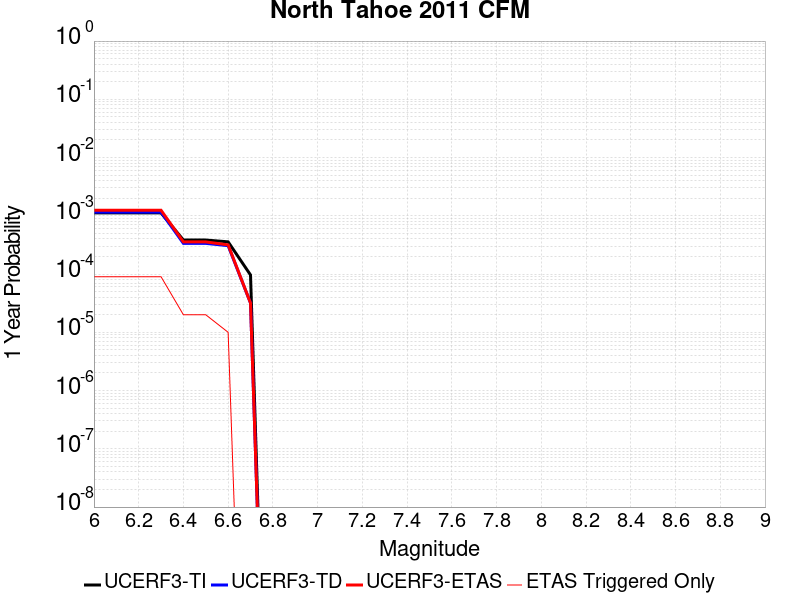 North Tahoe 2011 CFM
10^0
10^-1
10^-2
10^-3
10^-4
10^-5
10^-6
10^-7
10^-8
1 Year Probability
6 6.2 6.4 6.6 6.8 7 7.2 7.4 7.6 7.8 8 8.2 8.4 8.6 8.8 9
Magnitude
UCERF3-TI UCERF3-TD UCERF3-ETAS ETAS Triggered Only